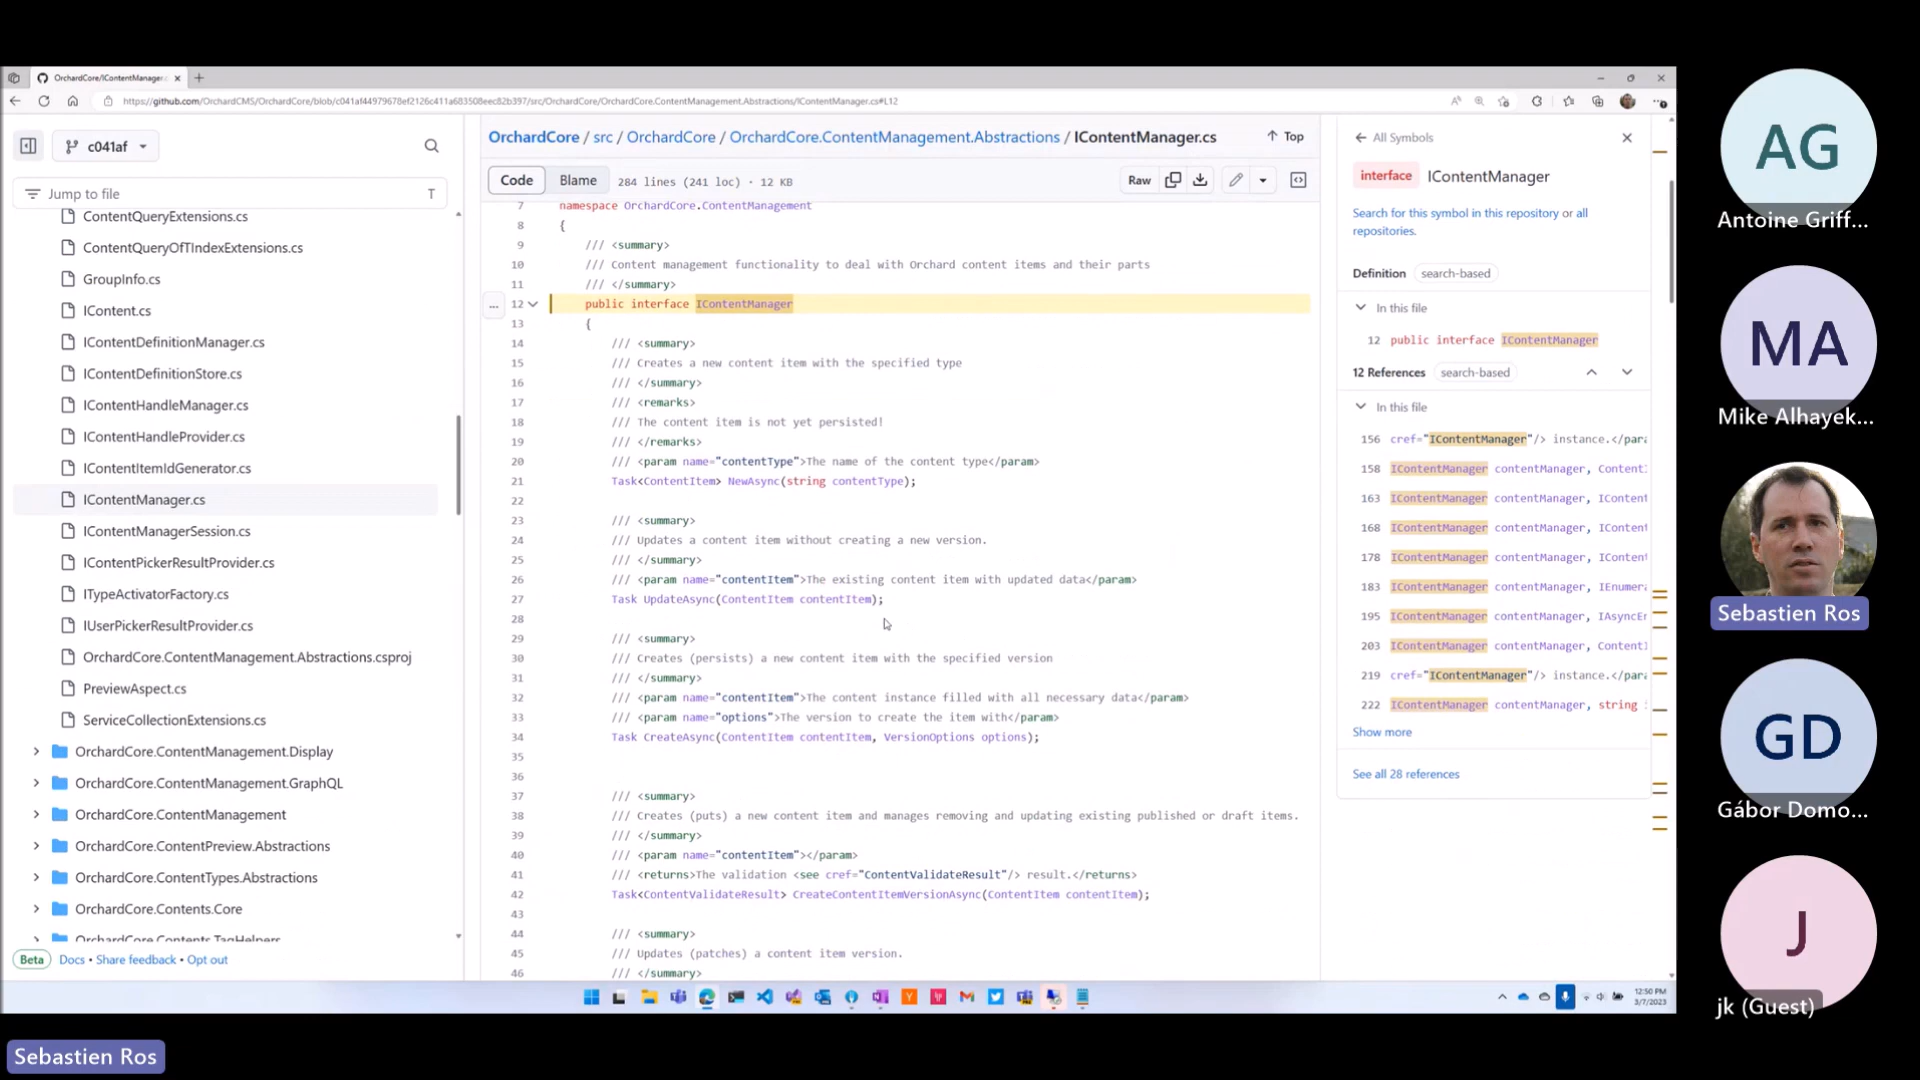 OrchardCore/IContentManager.c
https://github.com/OrchardCMS/OrchardCore/blob/c041af44979678ef2126c411a683508eec82b397/src/OrchardCore/OrchardCore.ContentManagement.Abstractions/IContentManager.cs#L12
c041af
Jump to file
T
ContentQueryExtensions.cs
ContentQueryOfTIndexExtensions.cs
GroupInfo.cs
IContent.cs
IContentDefinitionManager.cs
IContentDefinitionStore.cs
IContentHandleManager.cs
IContentHandleProvider.cs
IContentItemIdGenerator.cs
IContentManager.cs
IContentManagerSession.cs
IContentPickerResultProvider.cs
ITypeActivatorFactory.cs
IUserPickerResultProvider.cs
OrchardCore.ContentManagement.Abstractions.csproj
PreviewAspect.cs
ServiceCollectionExtensions.cs
OrchardCore.ContentManagement.Display
OrchardCore.ContentManagement.GraphQL
OrchardCore.ContentManagement
OrchardCore.ContentPreview.Abstractions
OrchardCore.ContentTypes.Abstractions
OrchardCore.Contents.Core
OrchardCore.Contents.TagHelpers
Beta Docs • Share feedback • Opt out
OrchardCore / src / OrchardCore / OrchardCore.ContentManagement.Abstractions / IContentManager.cs
Top
Code Blame 284 lines (241 loc) · 12 KB
Raw
7 namespace OrchardCore.ContentManagement
8 {
9 /// <summary>
10 /// Content management functionality to deal with Orchard content items and their parts
11 /// </summary>
12 public interface IContentManager
13 {
14 /// <summary>
15 /// Creates a new content item with the specified type
16 /// </summary>
17 /// <remarks>
18 /// The content item is not yet persisted!
19 /// </remarks>
20 /// <param name="contentType">The name of the content type</param>
21 Task<ContentItem> NewAsync(string contentType);
22
23 /// <summary>
24 /// Updates a content item without creating a new version.
25 /// </summary>
26 /// <param name="contentItem">The existing content item with updated data</param>
27 Task UpdateAsync(ContentItem contentItem);
28
29 /// <summary>
30 /// Creates (persists) a new content item with the specified version
31 /// </summary>
32 /// <param name="contentItem">The content instance filled with all necessary data</param>
33 /// <param name="options">The version to create the item with</param>
34 Task CreateAsync(ContentItem contentItem, VersionOptions options);
35
36
37 /// <summary>
38 /// Creates (puts) a new content item and manages removing and updating existing published or draft items.
39 /// </summary>
40 /// <param name="contentItem"></param>
41 /// <returns>The validation <see cref="ContentValidateResult"/> result.</returns>
42 Task<ContentValidateResult> CreateContentItemVersionAsync(ContentItem contentItem);
43
44 /// <summary>
45 /// Updates (patches) a content item version.
46 /// </summary>
All Symbols
interface IContentManager
Search for this symbol in this repository or all
repositories.
Definition search-based
In this file
12 public interface IContentManager
12 References search-based
In this file
156 cref="IContentManager"/> instance.</para
158 IContentManager contentManager, Content
163 IContentManager contentManager, IConten
168 IContentManager contentManager, IConten
178 IContentManager contentManager, IConten
183 IContentManager contentManager, IEnumer
195 IContentManager contentManager, IAsyncE
203 IContentManager contentManager, Content
219 cref="IContentManager"/> instance.</para
222 IContentManager contentManager, string
Show more
See all 28 references
12:50 PM
3/7/2023
AG
Antoine Griff...
MA
Mike Alhayek...
Sebastien Ros
GD
Gábor Domo...
J
jk (Guest)
Sebastien Ros